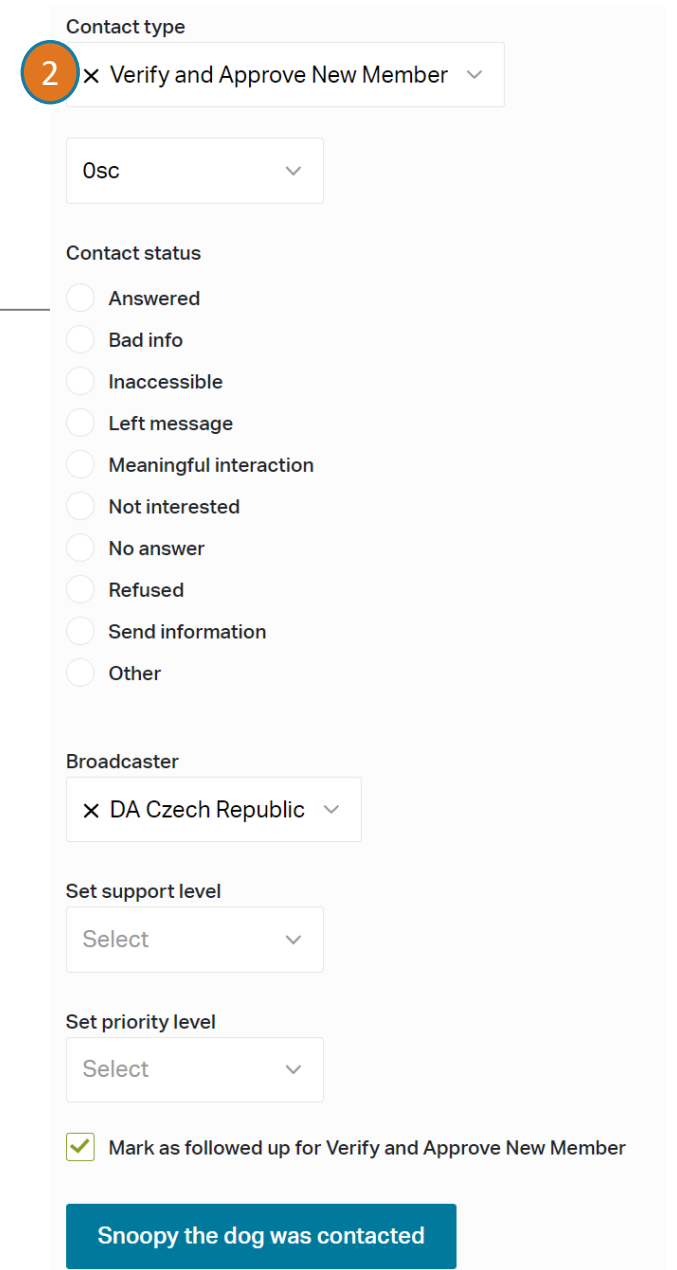 Contact type
2
× Verify and Approve New Member
0sc
Contact status
Answered
Bad info
Inaccessible
Left message
Meaningful interaction
Not interested
No answer
Refused
Send information
Other
Broadcaster
× DA Czech Republic
Set support level
Select
Set priority level
Select
Mark as followed up for Verify and Approve New Member
Snoopy the dog was contacted